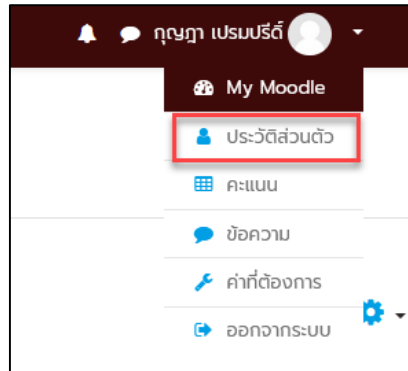 กุญฎา เปรมปรีดิ์
My Moodle
ประวัติส่วนตัว
คะแนน
ข้อความ
ค่าที่ต้องการ
ออกจากระบบ